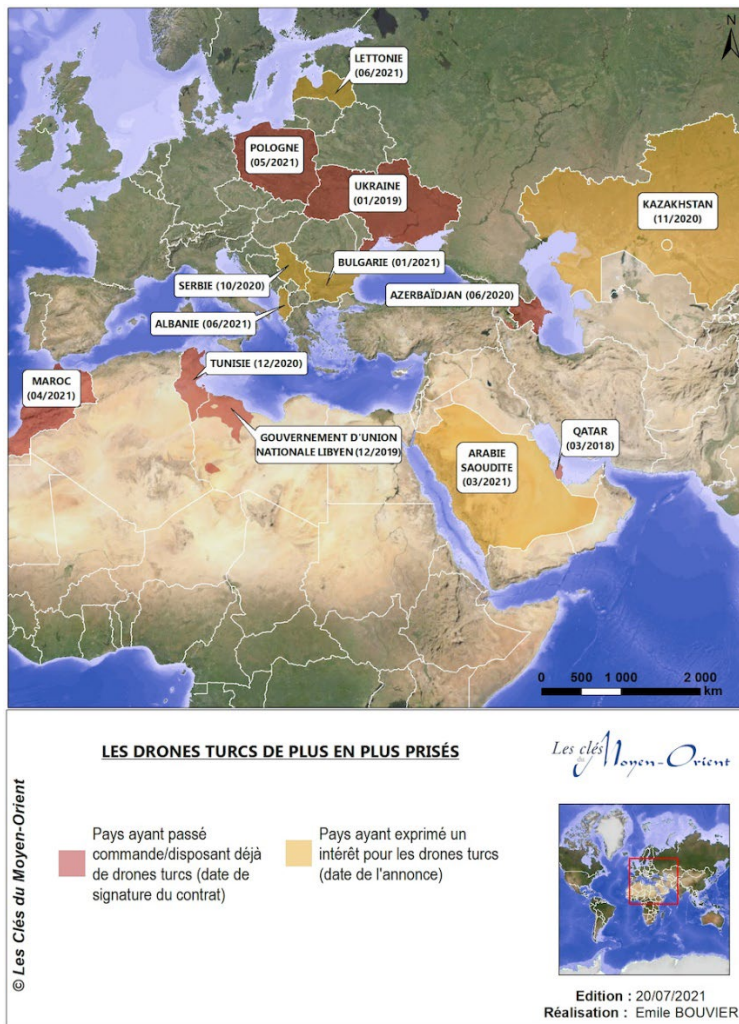 N
LETTONIE
(06/2021)
POLOGNE
(05/2021)
UKRAINE
(01/2019)
KAZAKHSTAN
(11/2020)
BULGARIE (01/2021)
SERBIE (10/2020)
AZERBAÏDJAN (06/2020)
ALBANIE (06/2021)
TUNISIE (12/2020)
MAROC
(04/2021)
GOUVERNEMENT D'UNION
NATIONALE LIBYEN (12/2019)
ARABIE
SAOUDITE
(03/2021)
QATAR
(03/2018)
0 500 1 000 2 000
km
LES DRONES TURCS DE PLUS EN PLUS PRISÉS
Les clés
du Moyen-Orient
Pays ayant passé
commande/disposant déjà
de drones turcs (date de
signature du contrat)
Pays ayant exprimé un
intérêt pour les drones turcs
(date de l'annonce)
© Les Clés du Moyen-Orient
Edition : 20/07/2021
Réalisation : Emile BOUVIER